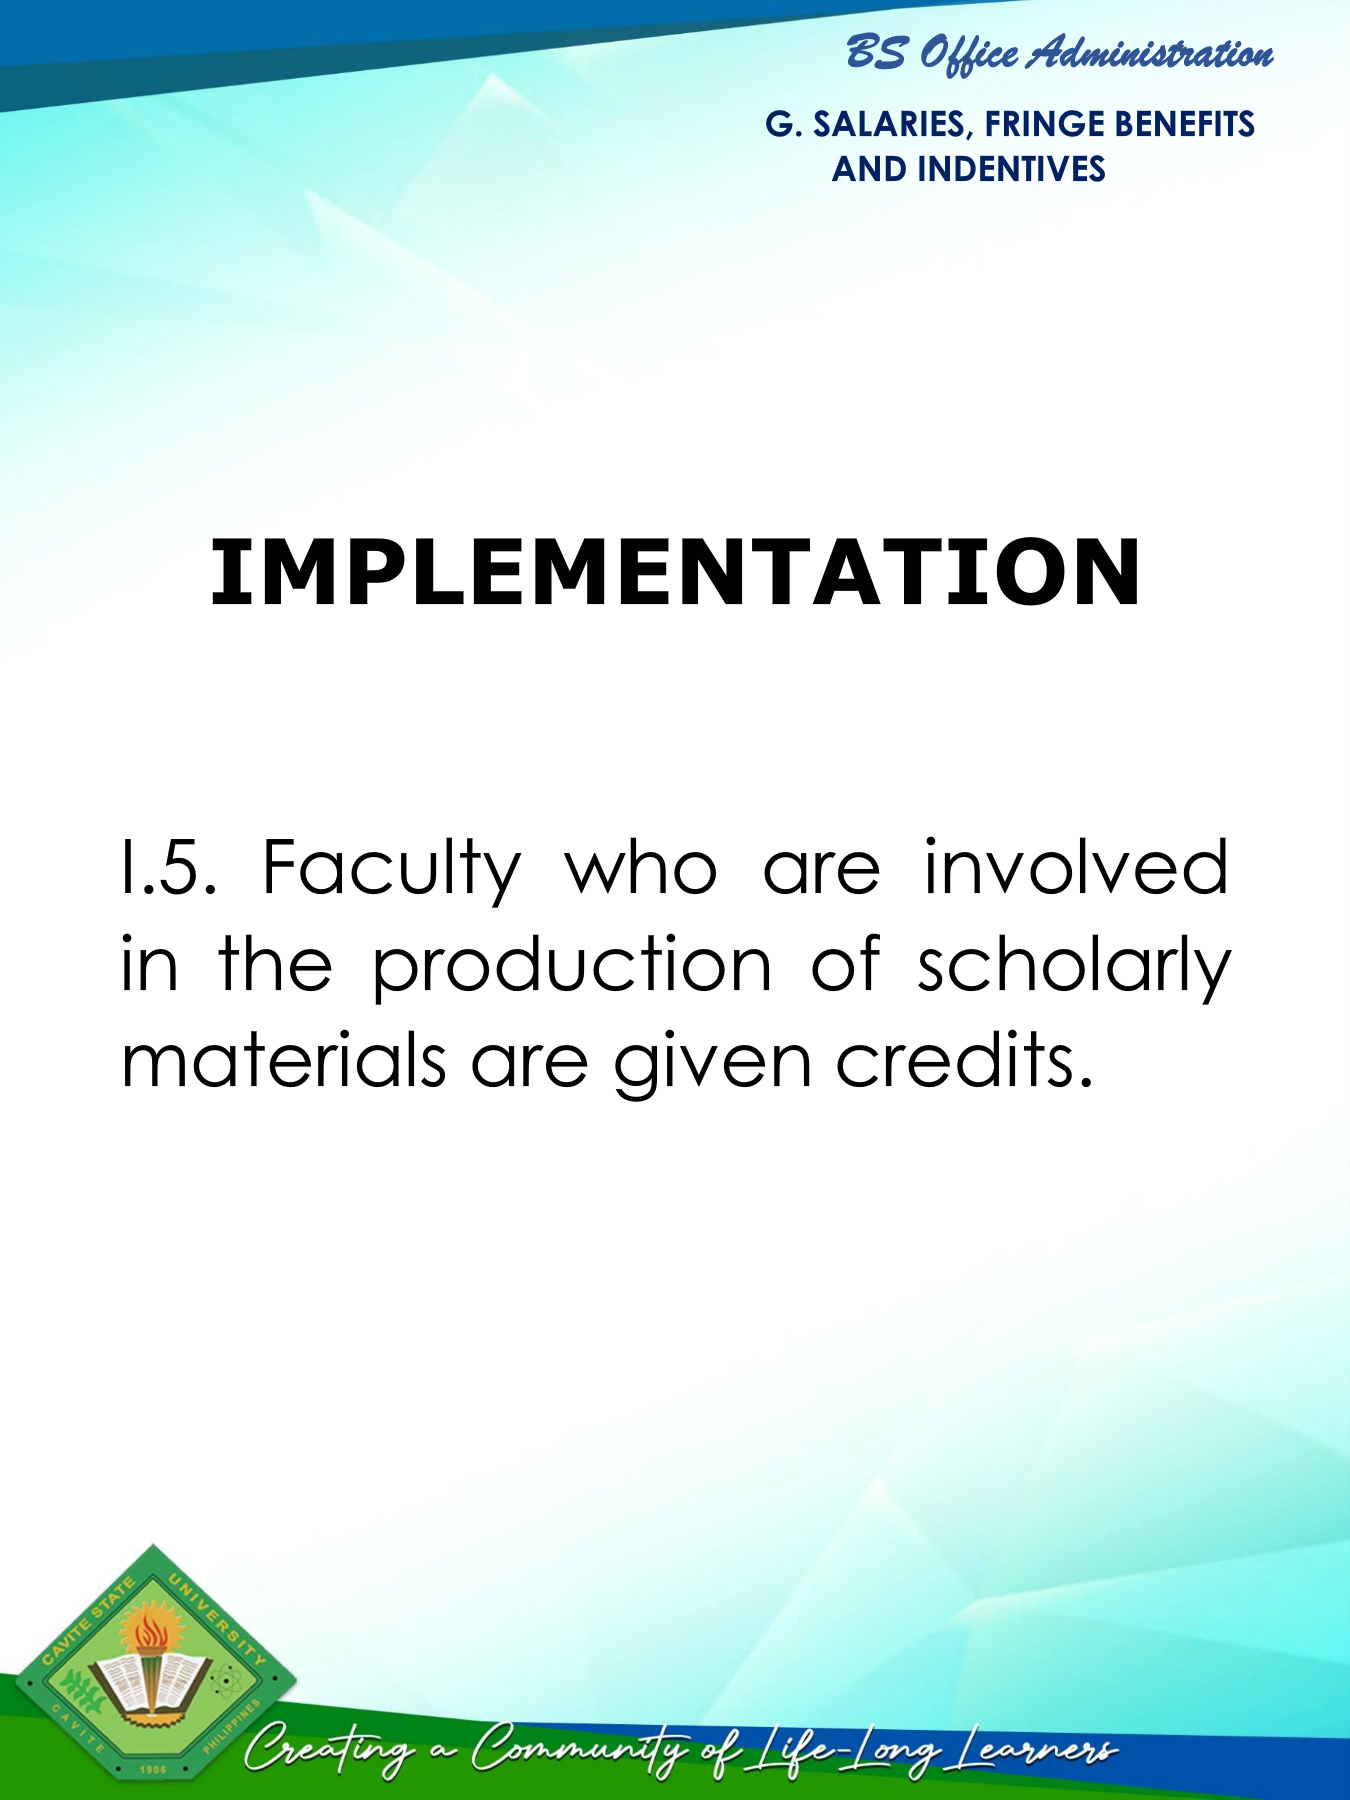 BS Office Administration
G. SALARIES, FRINGE BENEFITS
AND INDENTIVES
IMPLEMENTATION
I.5. Faculty who are involved
in the production of scholarly
materials are given credits.
CAVITE STATE UNIVERSITY
CAVITE PHILIPPINES
1906
Creating a Community of Life-Long Learners